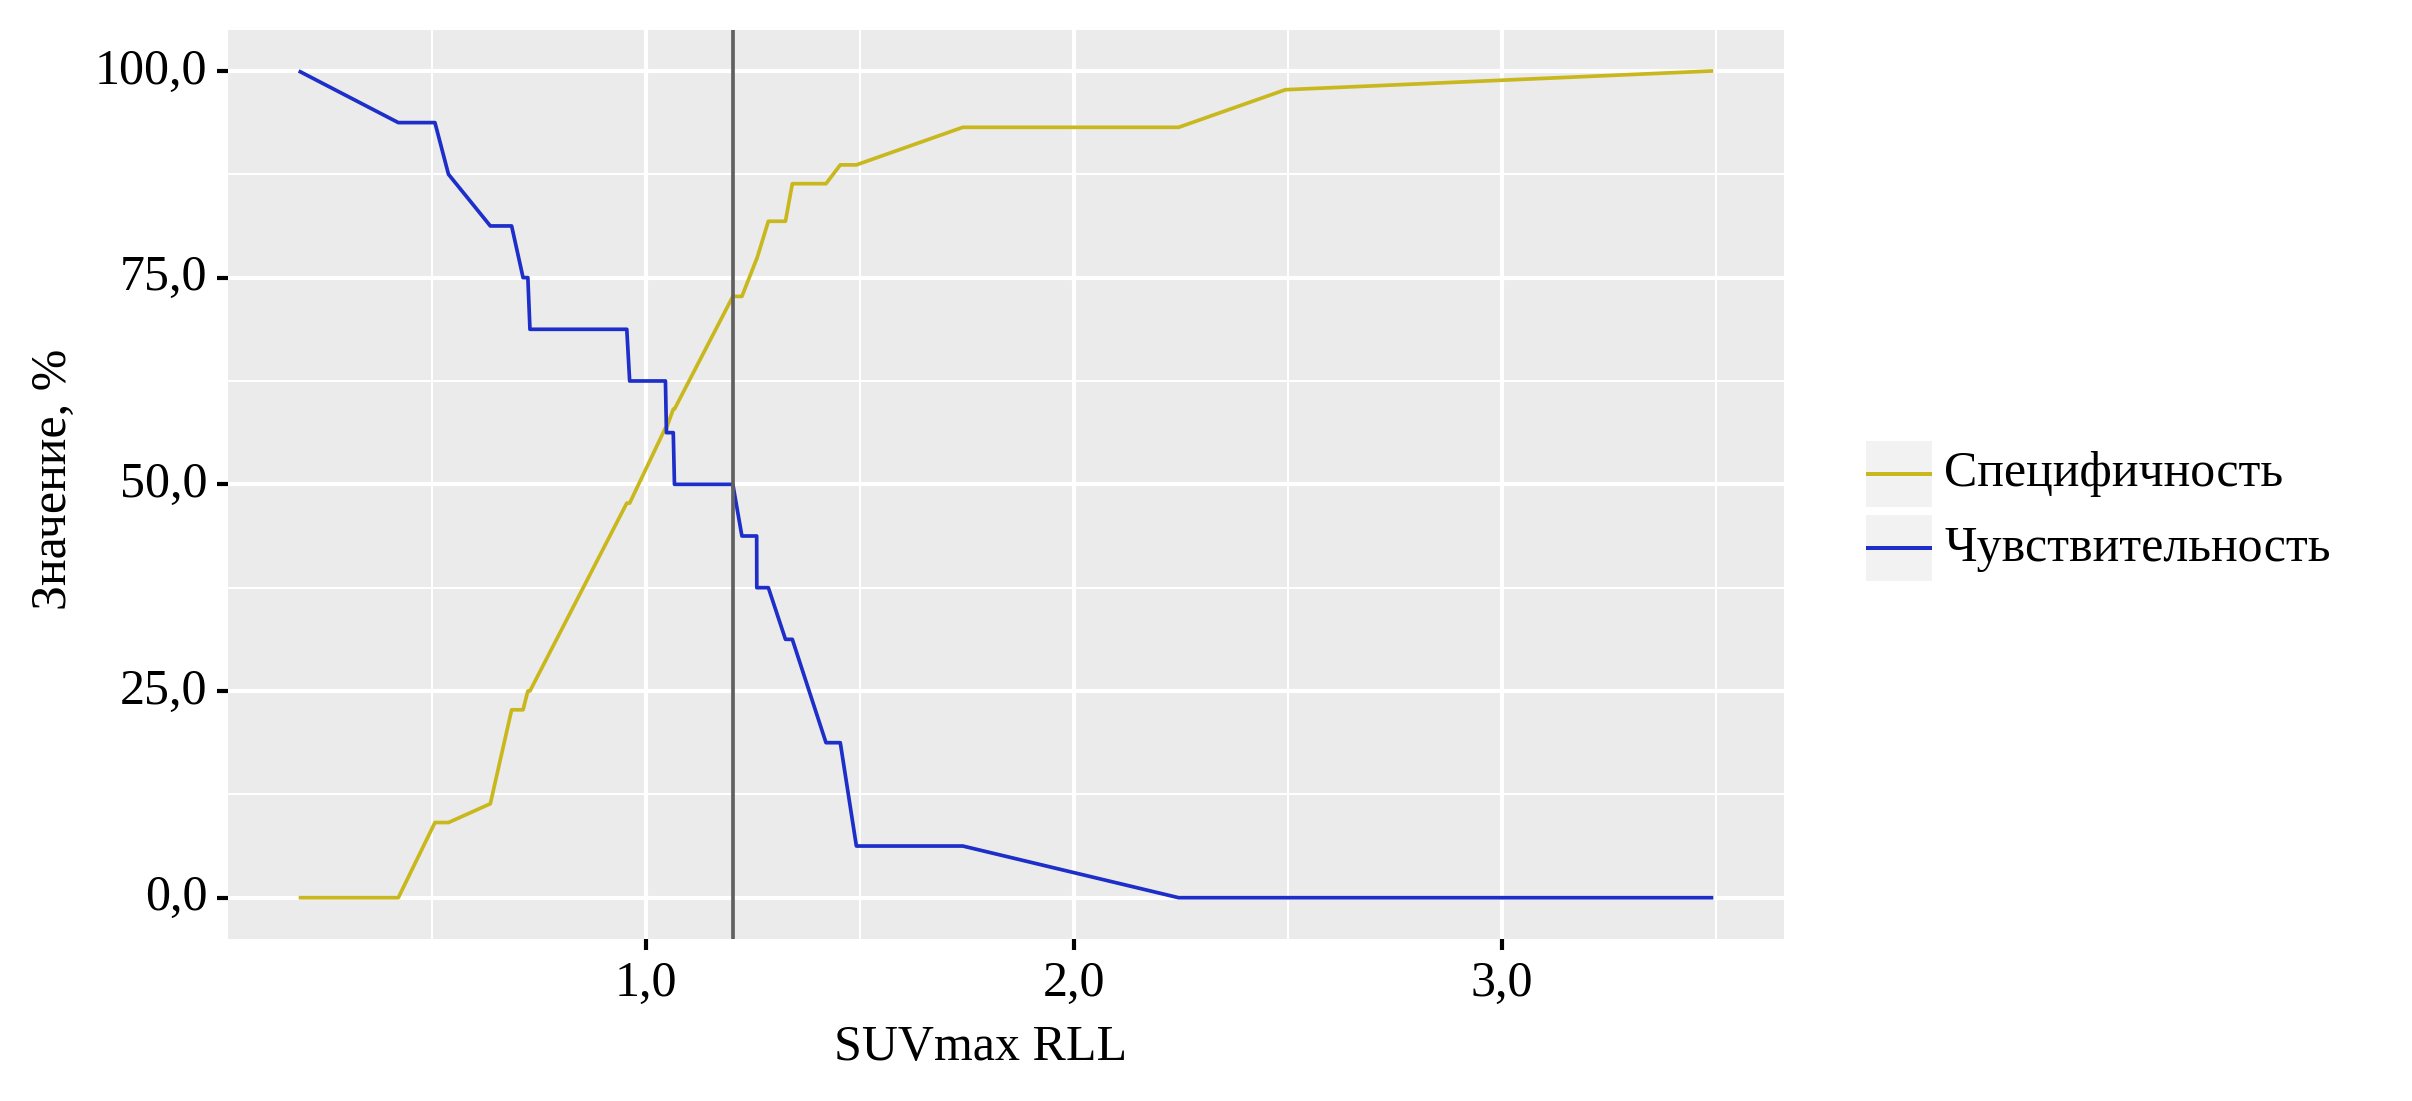 100,0
75,0
50,0
25,0
0,0
Значение, %
1,0 2,0 3,0
SUVmax RLL
Специфичность
Чувствительность